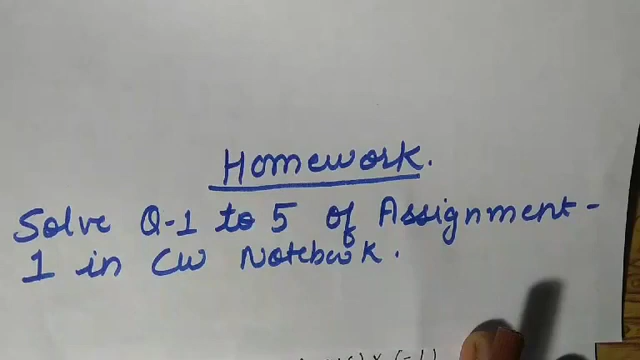 Homework.
Solve Q-1 to 5 of Assignment-
1 in CW Notebook.